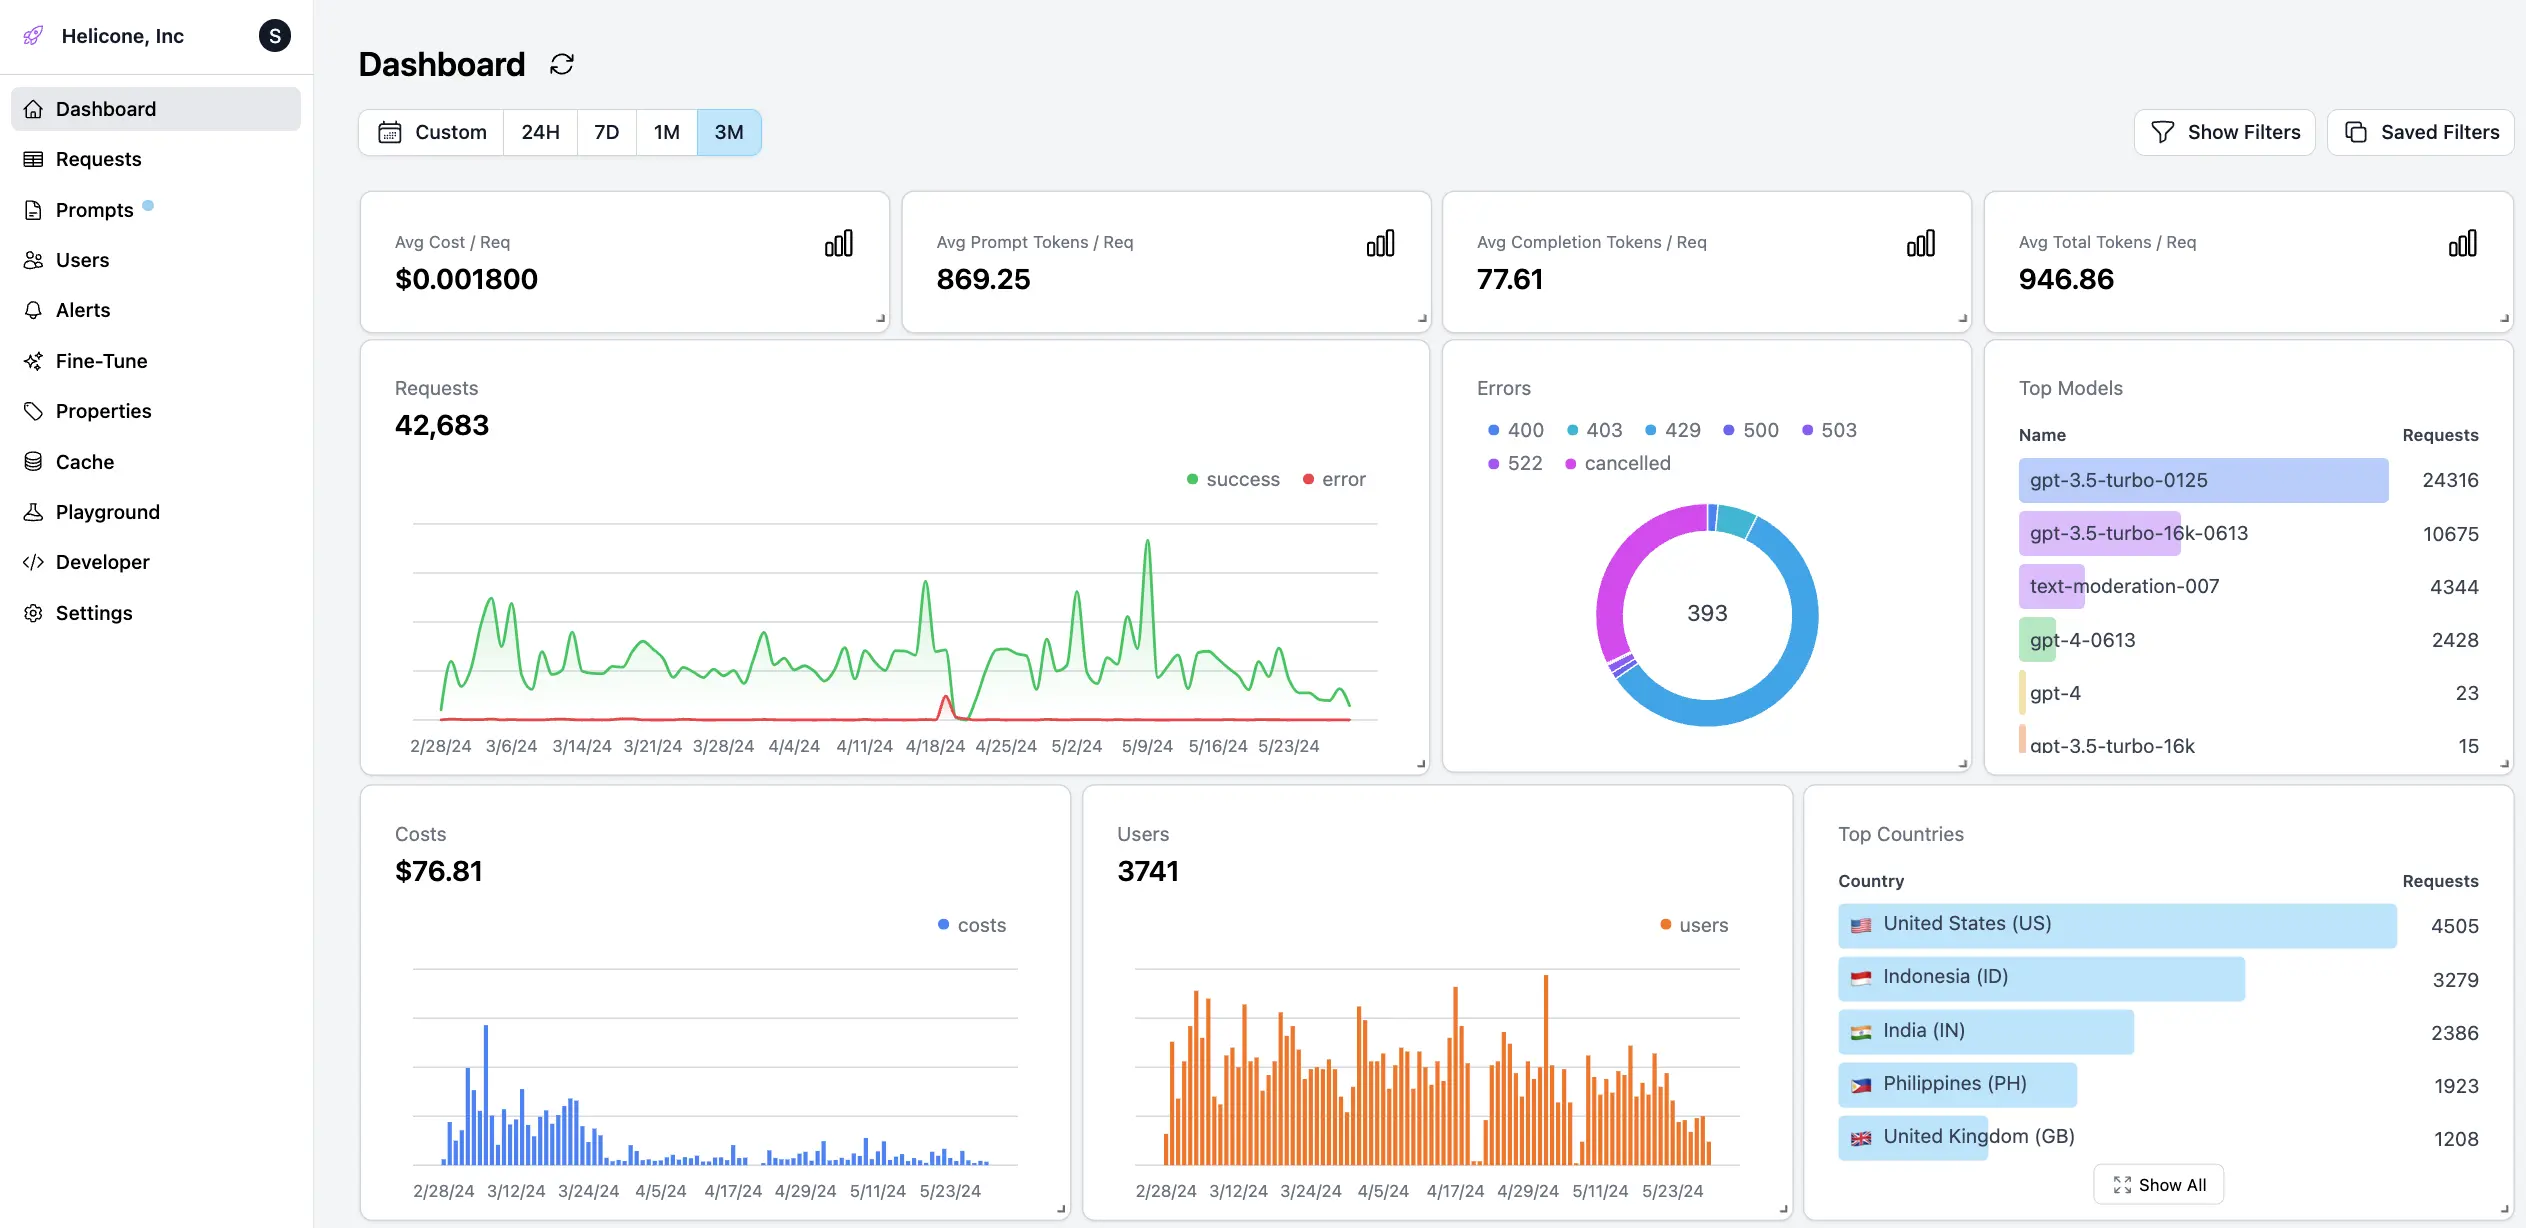 Helicone, Inc
S
Dashboard
Requests
Prompts
Users
Alerts
Fine-Tune
Properties
Cache
Playground
Developer
Settings
Dashboard
Custom 24H 7D 1M 3M
Show Filters Saved Filters
Avg Cost / Req
$0.001800
Avg Prompt Tokens / Req
869.25
Avg Completion Tokens / Req
77.61
Avg Total Tokens / Req
946.86
Requests
42,683
success error
2/28/24 3/6/24 3/14/24 3/21/24 3/28/24 4/4/24 4/11/24 4/18/24 4/25/24 5/2/24 5/9/24 5/16/24 5/23/24
Errors
400 403 429 500 503
522 cancelled
393
Top Models
Name Requests
gpt-3.5-turbo-0125 24316
gpt-3.5-turbo-16k-0613 10675
text-moderation-007 4344
gpt-4-0613 2428
gpt-4 23
gpt-3.5-turbo-16k 15
Costs
$76.81
costs
2/28/24 3/12/24 3/24/24 4/5/24 4/17/24 4/29/24 5/11/24 5/23/24
Users
3741
users
2/28/24 3/12/24 3/24/24 4/5/24 4/17/24 4/29/24 5/11/24 5/23/24
Top Countries
Country Requests
United States (US) 4505
Indonesia (ID) 3279
India (IN) 2386
Philippines (PH) 1923
United Kingdom (GB) 1208
Show All